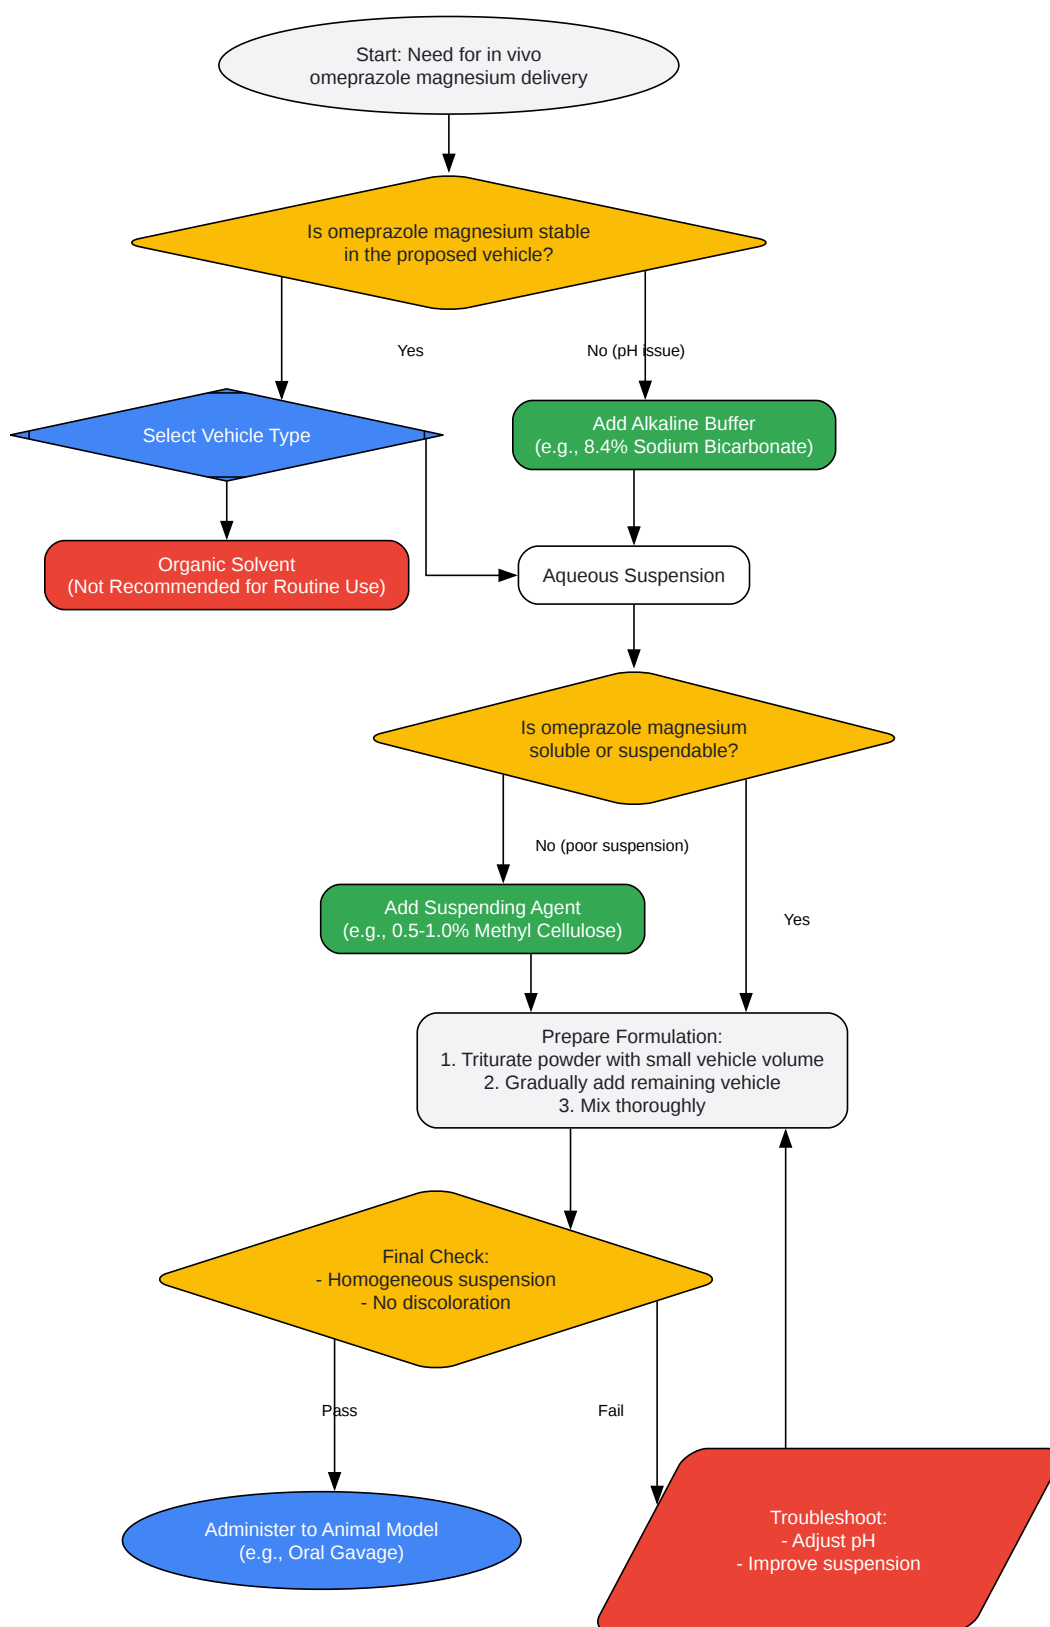 Start: Need for in vivo
omeprazole magnesium delivery
Is omeprazole magnesium stable
in the proposed vehicle?
Yes
No (pH issue)
Select Vehicle Type
Add Alkaline Buffer
(e.g., 8.4% Sodium Bicarbonate)
Organic Solvent
(Not Recommended for Routine Use)
Aqueous Suspension
Is omeprazole magnesium
soluble or suspendable?
No (poor suspension)
Add Suspending Agent
(e.g., 0.5-1.0% Methyl Cellulose)
Yes
Prepare Formulation:
1. Triturate powder with small vehicle volume
2. Gradually add remaining vehicle
3. Mix thoroughly
Final Check:
- Homogeneous suspension
- No discoloration
Pass
Fail
Administer to Animal Model
(e.g., Oral Gavage)
Troubleshoot:
- Adjust pH
- Improve suspension